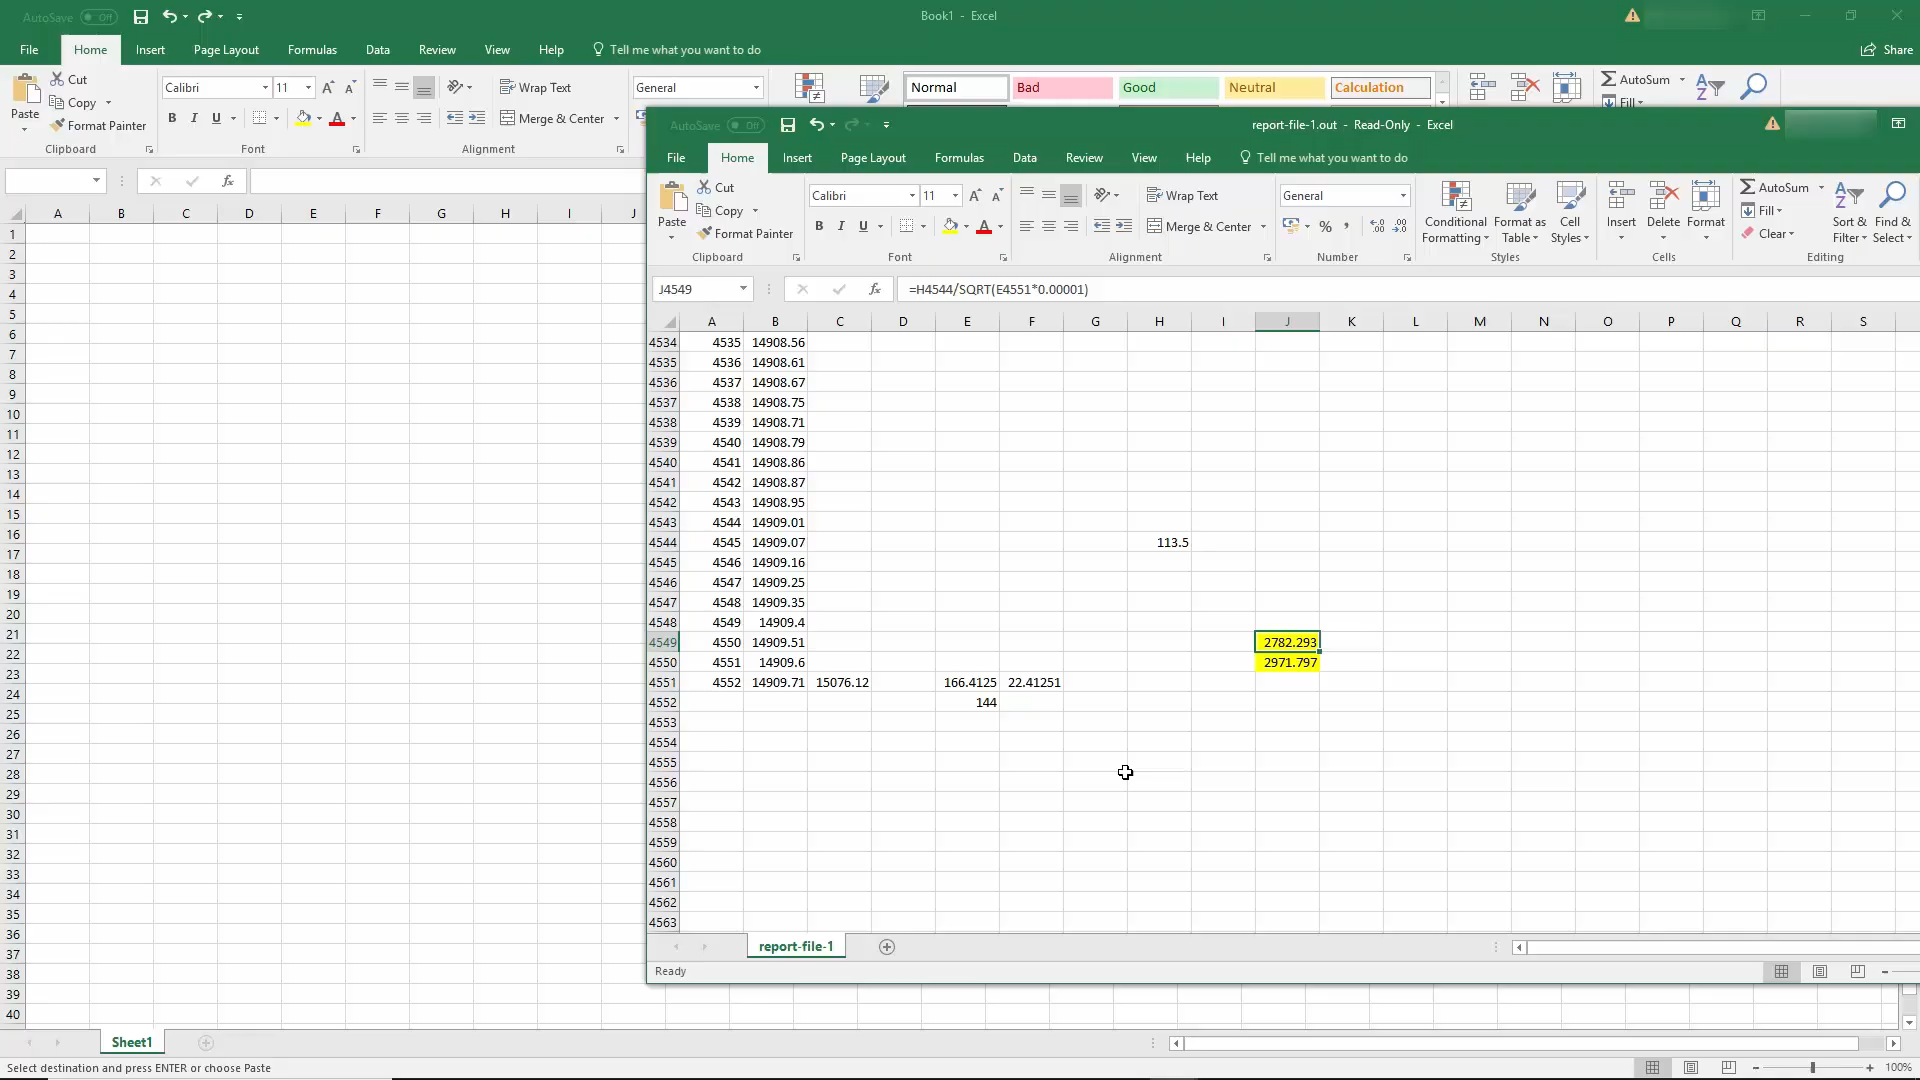 AutoSave Off
Book1 - Excel
File Home Insert Page Layout Formulas Data Review View Help Tell me what you want to do Share
Paste Cut Copy Format Painter Clipboard
Calibri 11 A A B I U A Font
Wrap Text Merge & Center Alignment
General
Normal Bad Good Neutral Calculation
AutoSum Fill
A B C D E F G H I J
1
2
3
4
5
6
7
8
9
10
11
12
13
14
15
16
17
18
19
20
21
22
23
24
25
26
27
28
29
30
31
32
33
34
35
36
37
38
39
40
Sheet1
Select destination and press ENTER or choose Paste
100%
AutoSave Off
report-file-1.out - Read-Only - Excel
File Home Insert Page Layout Formulas Data Review View Help Tell me what you want to do
Paste Cut Copy Format Painter Clipboard
Calibri 11 A A B I U A Font
Wrap Text Merge & Center Alignment
General % , Number
Conditional Formatting Format as Table Cell Styles Styles
Insert Delete Format Cells
AutoSum Fill Clear Sort & Filter Find & Select Editing
J4549 fx =H4544/SQRT(E4551*0.00001)
A B C D E F G H I J K L M N O P Q R S
4534 4535 14908.56
4535 4536 14908.61
4536 4537 14908.67
4537 4538 14908.75
4538 4539 14908.71
4539 4540 14908.79
4540 4541 14908.86
4541 4542 14908.87
4542 4543 14908.95
4543 4544 14909.01
4544 4545 14909.07 113.5
4545 4546 14909.16
4546 4547 14909.25
4547 4548 14909.35
4548 4549 14909.4
4549 4550 14909.51 2782.293
4550 4551 14909.6 2971.797
4551 4552 14909.71 15076.12 166.4125 22.41251
4552 144
4553
4554
4555
4556
4557
4558
4559
4560
4561
4562
4563
report-file-1
Ready